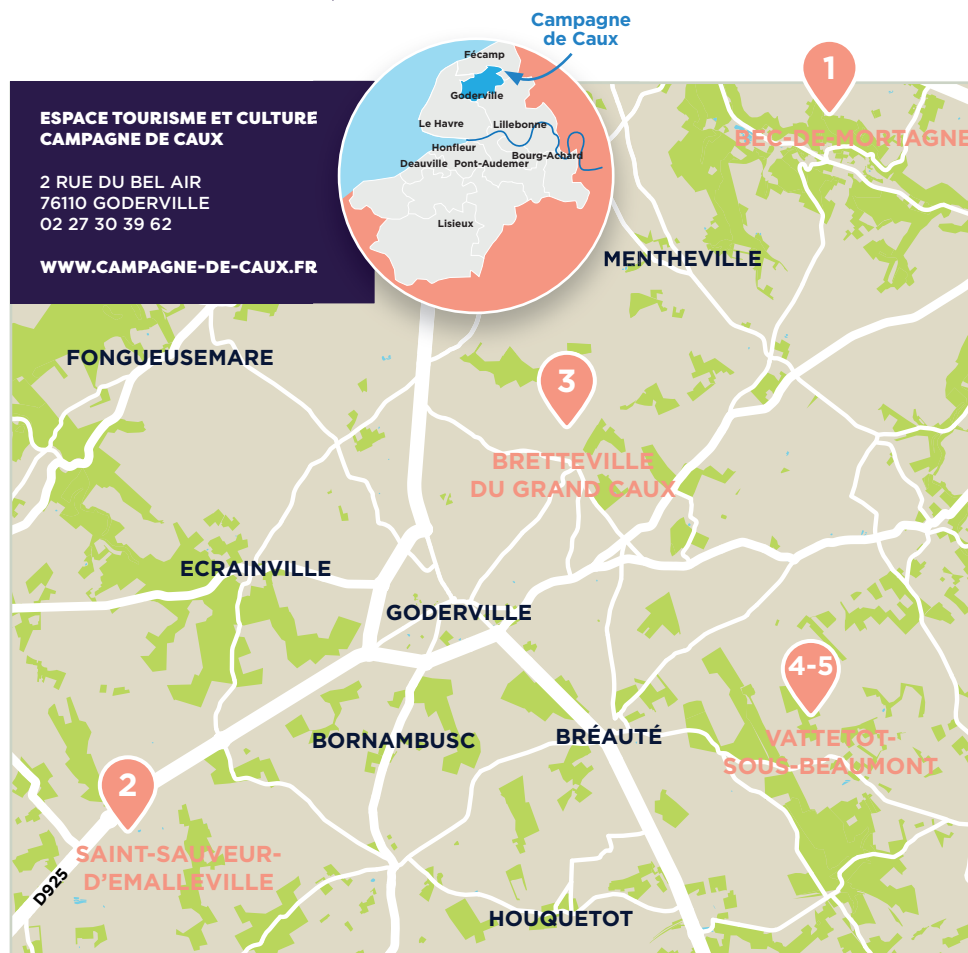 Campagne
de Caux
Fécamp
Goderville
Le Havre
Lillebonne
Honfleur
Bourg-Achard
Deauville
Pont-Audemer
Lisieux
ESPACE TOURISME ET CULTURE
CAMPAGNE DE CAUX
2 RUE DU BEL AIR
76110 GODERVILLE
02 27 30 39 62
WWW.CAMPAGNE-DE-CAUX.FR
1
BEC-DE-MORTAGNE
MENTHEVILLE
FONGUEUSEMARE
3
BRETTEVILLE
DU GRAND CAUX
ECRAINVILLE
GODERVILLE
4-5
VATTETOT-
SOUS-BEAUMONT
BORNAMBUSC
BRÉAUTÉ
2
SAINT-SAUVEUR-
D'EMALLEVILLE
D925
HOUQUETOT